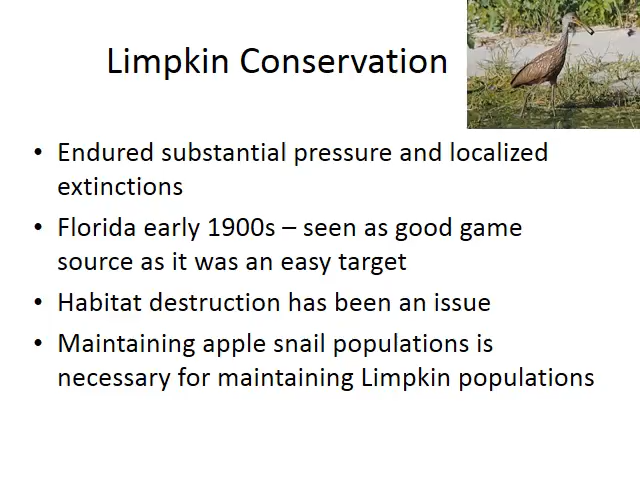 Limpkin Conservation
• Endured substantial pressure and localized
extinctions
• Florida early 1900s – seen as good game
source as it was an easy target
• Habitat destruction has been an issue
• Maintaining apple snail populations is
necessary for maintaining Limpkin populations